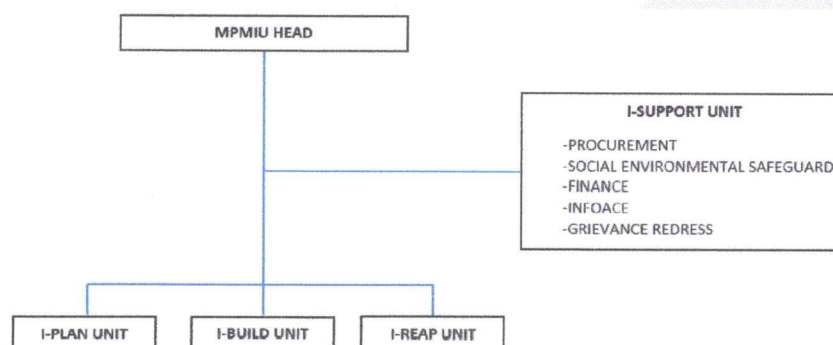 MPMIU HEAD
I-SUPPORT UNIT
-PROCUREMENT
-SOCIAL ENVIRONMENTAL SAFEGUARD
-FINANCE
-INFOACE
-GRIEVANCE REDRESS
I-PLAN UNIT
I-BUILD UNIT
I-REAP UNIT